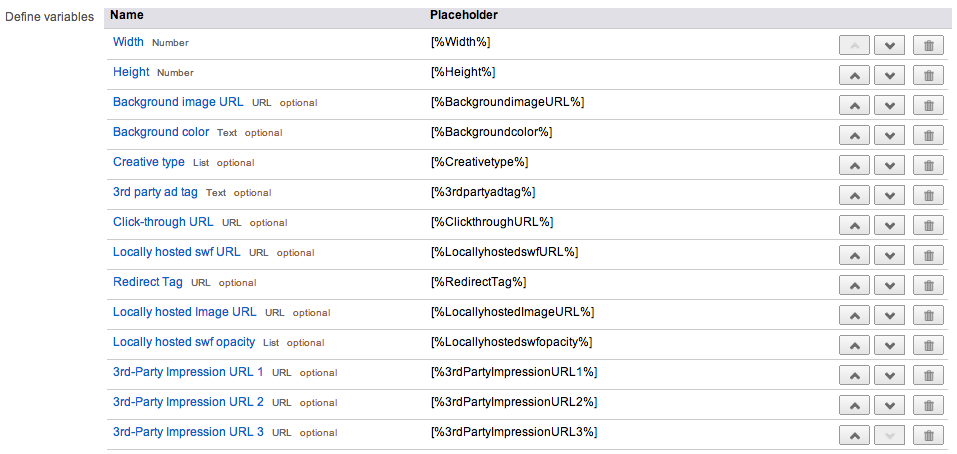 Define variables Name Placeholder
Width Number [%Width%]
Height Number [%Height%]
Background image URL URL optional [%BackgroundimageURL%]
Background color Text optional [%Backgroundcolor%]
Creative type List optional [%Creativetype%]
3rd party ad tag Text optional [%3rdpartyadtag%]
Click-through URL URL optional [%ClickthroughURL%]
Locally hosted swf URL URL optional [%LocallyhostedswfURL%]
Redirect Tag URL optional [%RedirectTag%]
Locally hosted Image URL URL optional [%LocallyhostedImageURL%]
Locally hosted swf opacity List optional [%Locallyhostedswfopacity%]
3rd-Party Impression URL 1 URL optional [%3rdPartyImpressionURL1%]
3rd-Party Impression URL 2 URL optional [%3rdPartyImpressionURL2%]
3rd-Party Impression URL 3 URL optional [%3rdPartyImpressionURL3%]